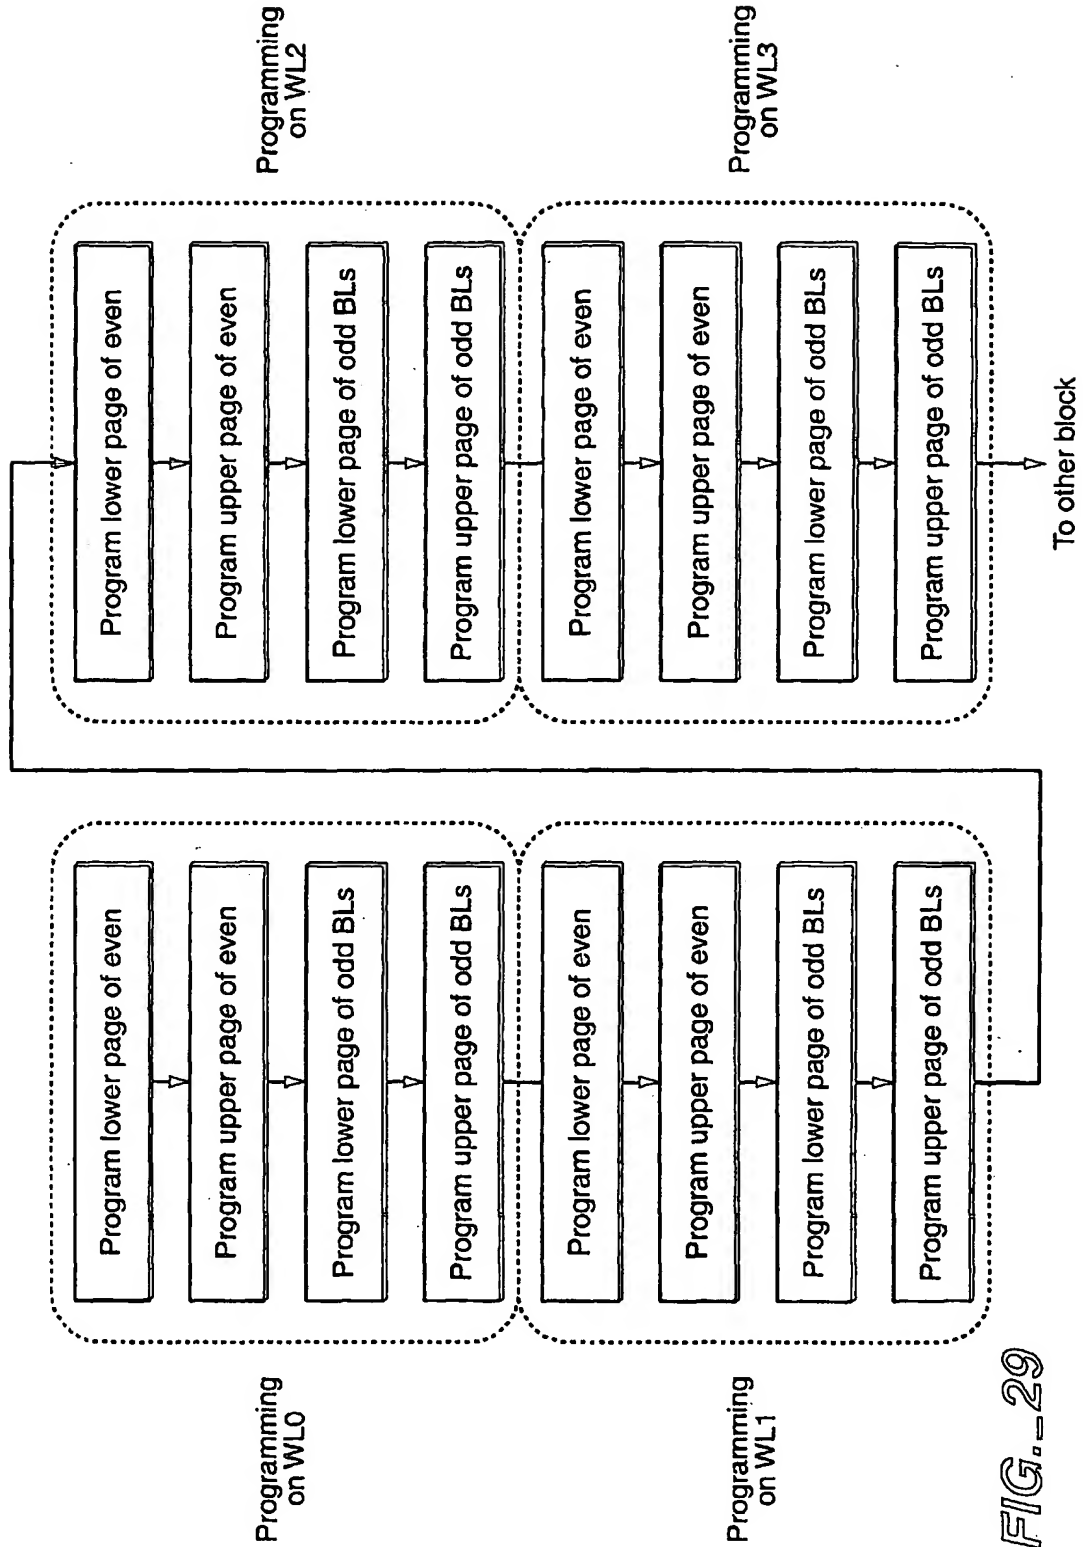 Programming
on WL0
Program lower page of even
Program upper page of even
Program lower page of odd BLs
Program upper page of odd BLs
Programming
on WL1
Program lower page of even
Program upper page of even
Program lower page of odd BLs
Program upper page of odd BLs
Programming
on WL2
Program lower page of even
Program upper page of even
Program lower page of odd BLs
Program upper page of odd BLs
Programming
on WL3
Program lower page of even
Program upper page of even
Program lower page of odd BLs
Program upper page of odd BLs
To other block
FIG._29